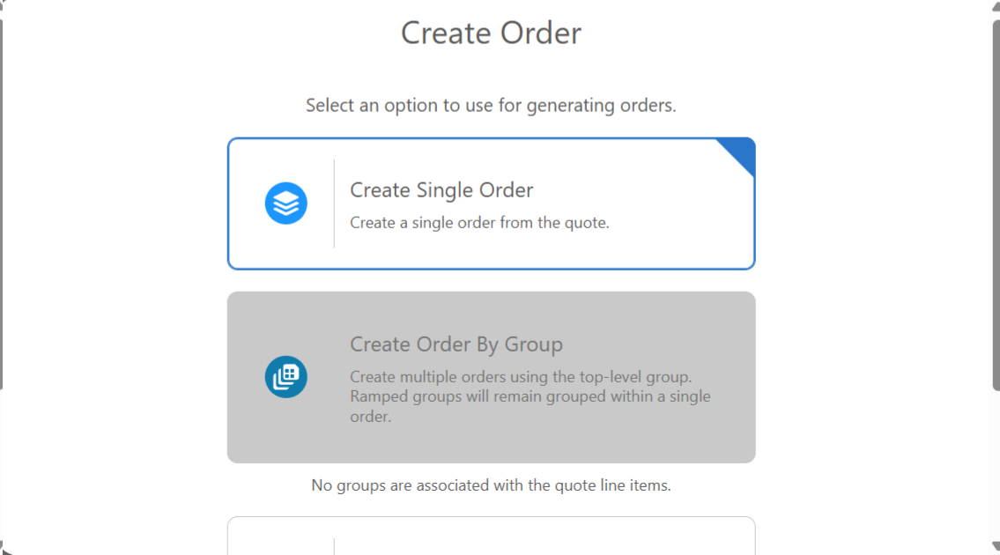 Create Order
Select an option to use for generating orders.
Create Single Order
Create a single order from the quote.
Create Order By Group
Create multiple orders using the top-level group.
Ramped groups will remain grouped within a single
order.
No groups are associated with the quote line items.